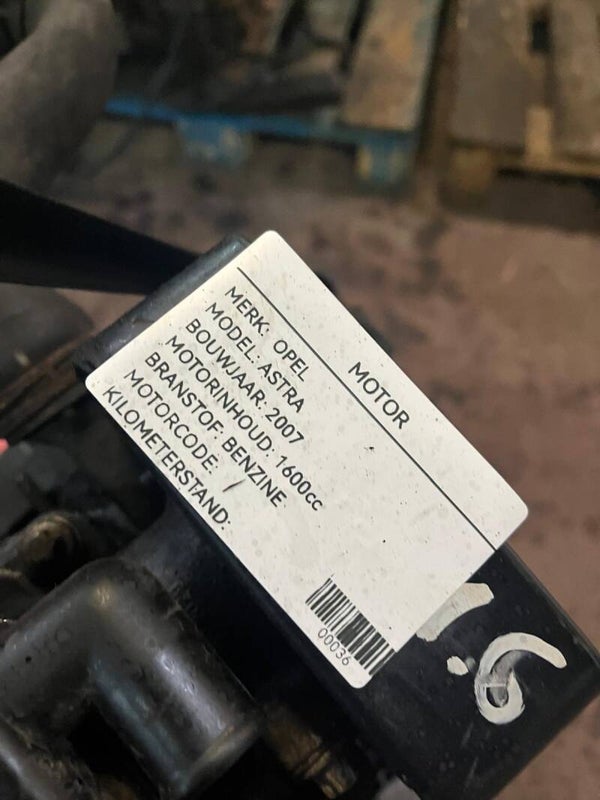 MOTOR
MERK: OPEL
MODEL: ASTRA
BOUWJAAR: 2007
MOTORINHOUD: 1600cc
BRANSTOF: BENZINE
MOTORCODE: /
KILOMETERSTAND:
00036
1.6